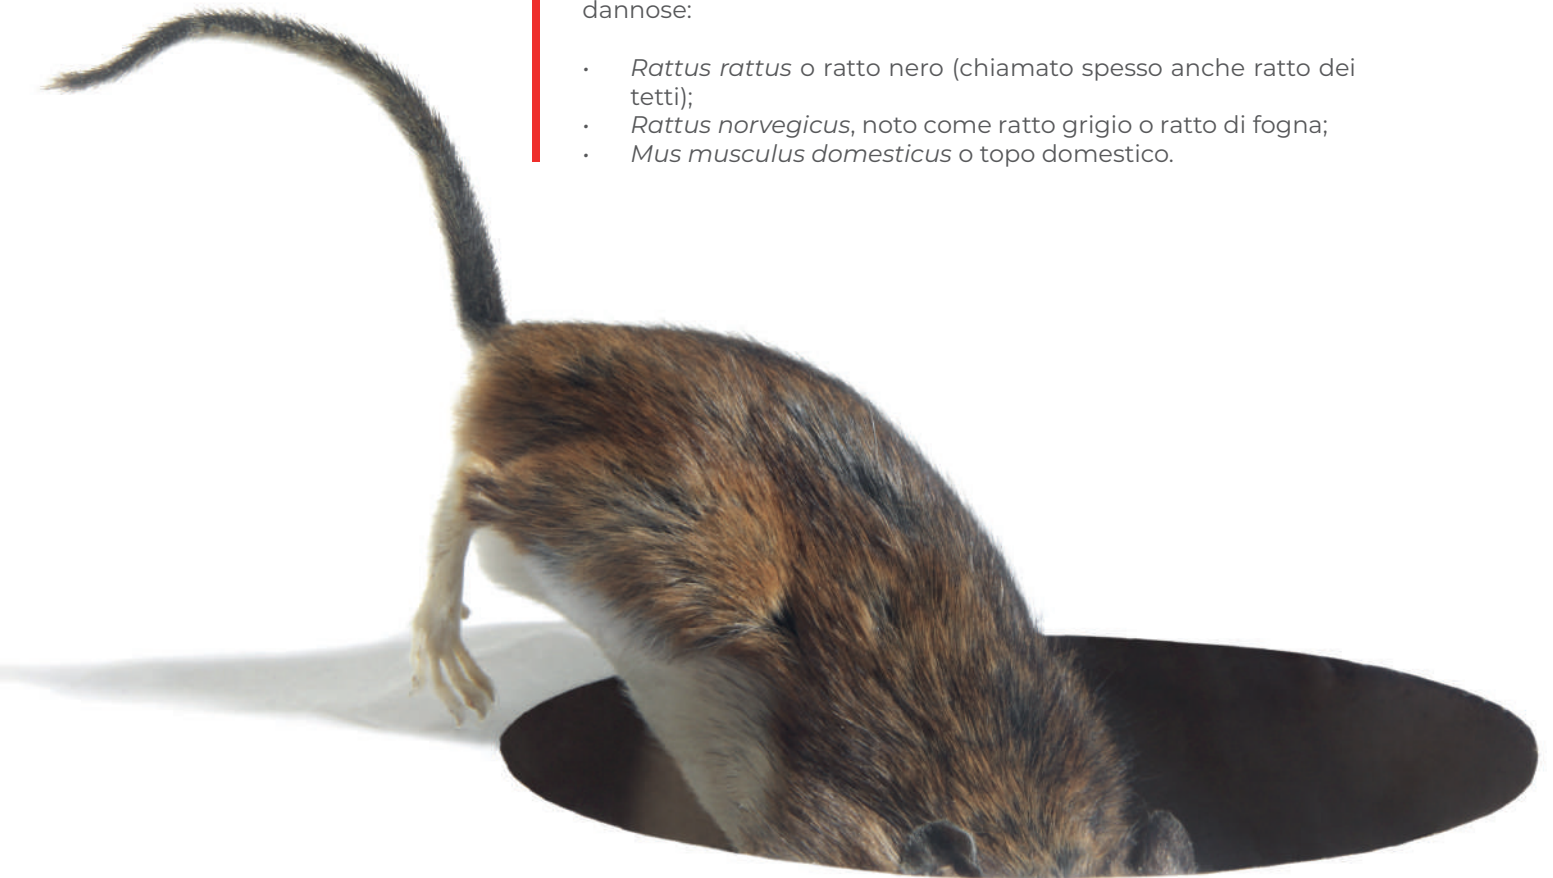 dannose:
• Rattus rattus o ratto nero (chiamato spesso anche ratto dei
tetti);
• Rattus norvegicus, noto come ratto grigio o ratto di fogna;
• Mus musculus domesticus o topo domestico.